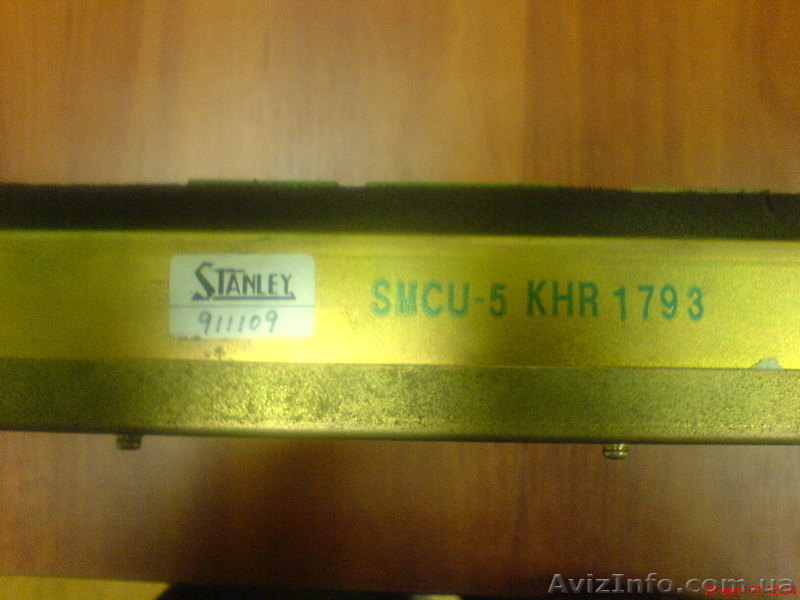 STANLEY
911109
SMCU-5 KHR 1793
AvizInfo.com.ua